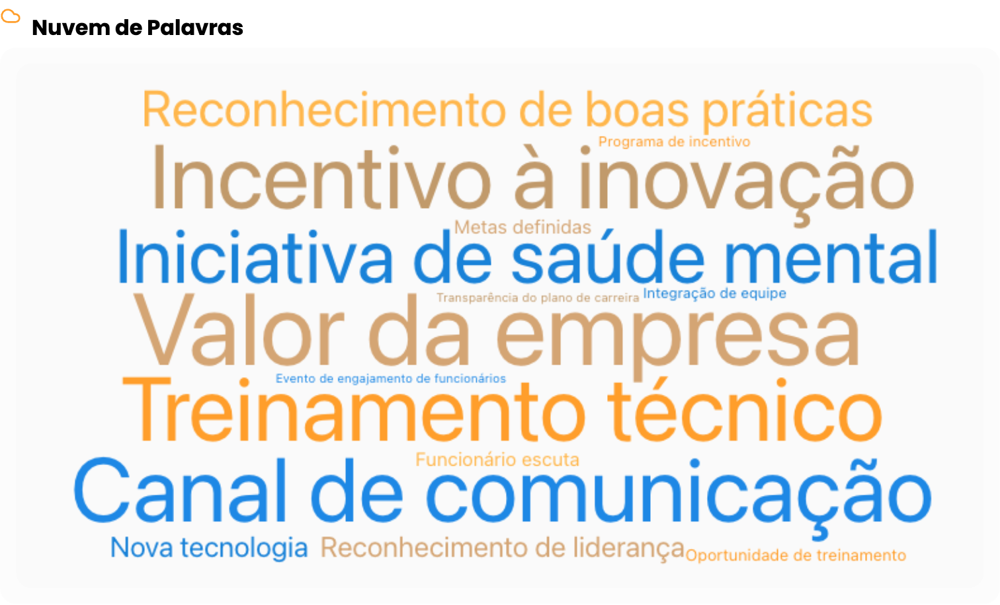 Nuvem de Palavras
Reconhecimento de boas práticas
Programa de incentivo
Incentivo à inovação
Metas definidas
Iniciativa de saúde mental
Transparência do plano de carreira
Integração de equipe
Valor da empresa
Evento de engajamento de funcionários
Treinamento técnico
Funcionário escuta
Canal de comunicação
Nova tecnologia
Reconhecimento de liderança
Oportunidade de treinamento